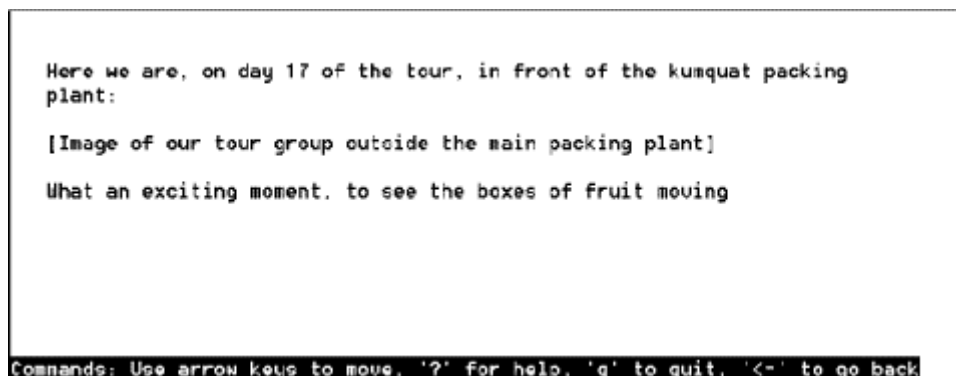 Here we are, on day 17 of the tour, in front of the kumquat packing
plant:
[Image of our tour group outside the main packing plant]
What an exciting moment, to see the boxes of fruit moving
Commands: Use arrow keys to move, '?' for help, 'q' to quit, '<-' to go back